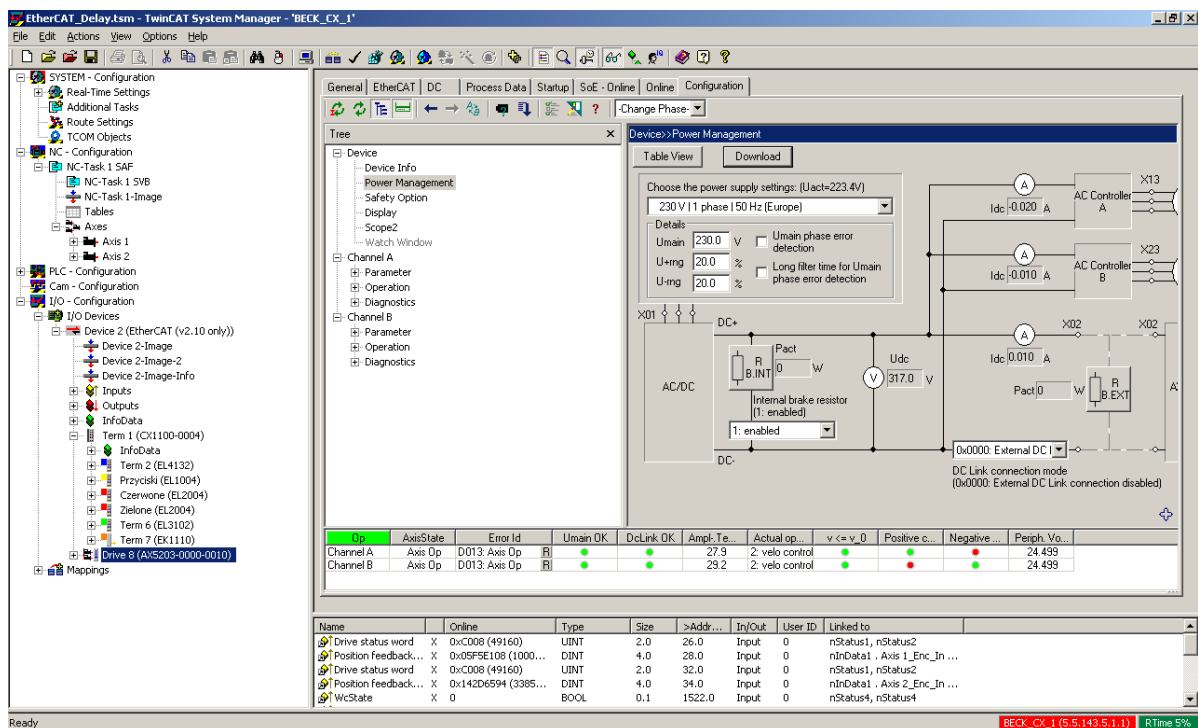 EtherCAT_Delay.tsm - TwinCAT System Manager - 'BECK_CX_1'
File Edit Actions View Options Help
SYSTEM - Configuration
Real-Time Settings
Additional Tasks
Route Settings
TCOM Objects
NC - Configuration
NC-Task 1 SAF
NC-Task 1 SVB
NC-Task 1-Image
Tables
Axes
Axis 1
Axis 2
PLC - Configuration
Cam - Configuration
I/O - Configuration
I/O Devices
Device 2 (EtherCAT (v2.10 only))
Device 2-Image
Device 2-Image-2
Device 2-Image-Info
Inputs
Outputs
InfoData
Term 1 (CX1100-0004)
InfoData
Term 2 (EL4132)
Przyciski (EL1004)
Czerwone (EL2004)
Zielone (EL2004)
Term 6 (EL3102)
Term 7 (EK1110)
Drive 8 (AX5203-0000-0010)
Mappings
General EtherCAT DC Process Data Startup SoE - Online Online Configuration
-Change Phase-
Tree
Device
Device Info
Power Management
Safety Option
Display
Scope2
Watch Window
Channel A
Parameter
Operation
Diagnostics
Channel B
Parameter
Operation
Diagnostics
Device>>Power Management
Table View Download
Choose the power supply settings: (Uact=223.4V)
230 V | 1 phase | 50 Hz (Europe)
Details
Umain 230.0 V Umain phase error detection
U+rng 20.0 %
U-rng 20.0 % Long filter time for Umain phase error detection
A X13
Idc -0.020 A AC Controller A
A X23
Idc -0.010 A AC Controller B
X01 DC+
A X02 X02
Idc 0.010 A
AC/DC
R B.INT Pact 0 W
Udc
V 317.0 V
Pact 0 W R B.EXT
Internal brake resistor
(1: enabled)
1: enabled
DC-
0x0000: External DC l
DC Link connection mode
(0x0000: External DC Link connection disabled)
Op AxisState Error Id Umain OK DcLink OK Ampl.Te... Actual op... v <= v_0 Positive c... Negative ... Periph. Vo...
Channel A Axis Op D013: Axis Op R 27.9 2: velo control 24.499
Channel B Axis Op D013: Axis Op R 29.2 2: velo control 24.499
Name Online Type Size >Addr... In/Out User ID Linked to
Drive status word X 0xC008 (49160) UINT 2.0 26.0 Input 0 nStatus1, nStatus2
Position feedback... X 0x05F5E108 (1000... DINT 4.0 28.0 Input 0 nInData1 . Axis 1_Enc_In ...
Drive status word X 0xC008 (49160) UINT 2.0 32.0 Input 0 nStatus1, nStatus2
Position feedback... X 0x142D6594 (3385... DINT 4.0 34.0 Input 0 nInData1 . Axis 2_Enc_In ...
WcState X 0 BOOL 0.1 1522.0 Input 0 nStatus4, nStatus4
Ready BECK_CX_1 (5.5.143.5.1.1) RTime 5%